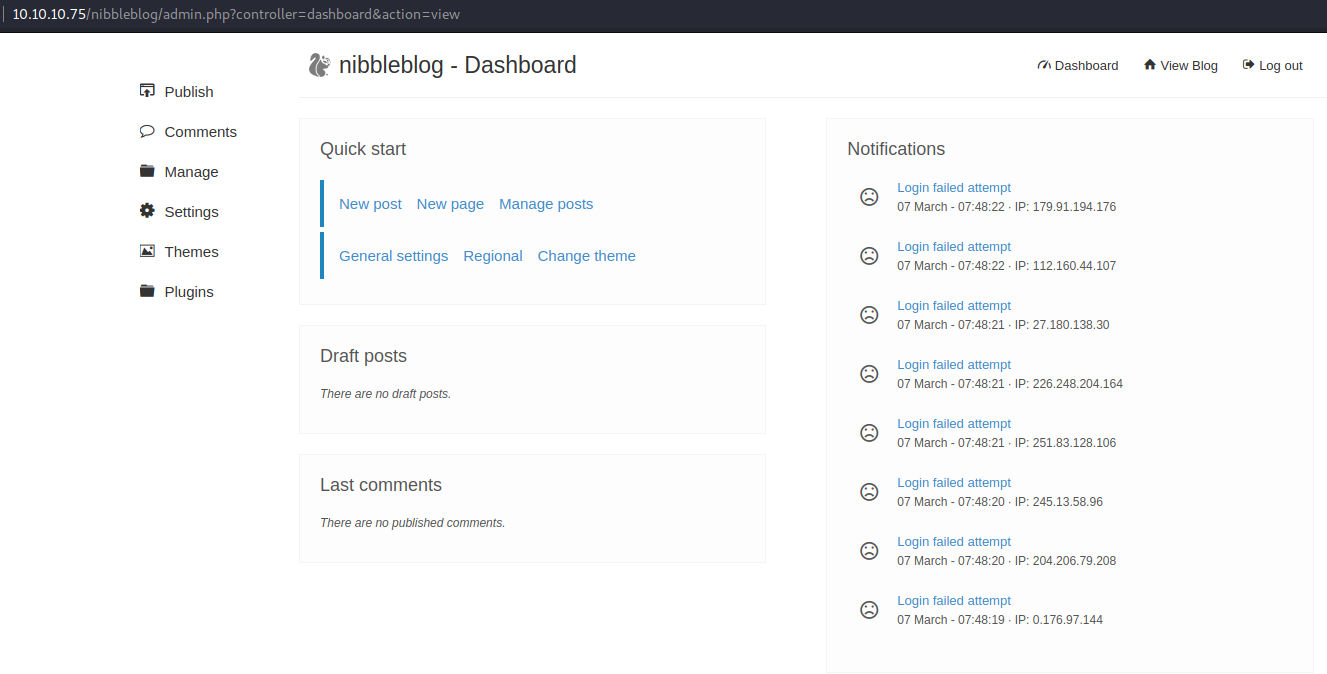 10.10.10.75/nibbleblog/admin.php?controller=dashboard&action=view
nibbleblog - Dashboard
Dashboard View Blog Log out
Publish
Comments
Manage
Settings
Themes
Plugins
Quick start
New post New page Manage posts
General settings Regional Change theme
Draft posts
There are no draft posts.
Last comments
There are no published comments.
Notifications
Login failed attempt
07 March - 07:48:22 · IP: 179.91.194.176
Login failed attempt
07 March - 07:48:22 · IP: 112.160.44.107
Login failed attempt
07 March - 07:48:21 · IP: 27.180.138.30
Login failed attempt
07 March - 07:48:21 · IP: 226.248.204.164
Login failed attempt
07 March - 07:48:21 · IP: 251.83.128.106
Login failed attempt
07 March - 07:48:20 · IP: 245.13.58.96
Login failed attempt
07 March - 07:48:20 · IP: 204.206.79.208
Login failed attempt
07 March - 07:48:19 · IP: 0.176.97.144